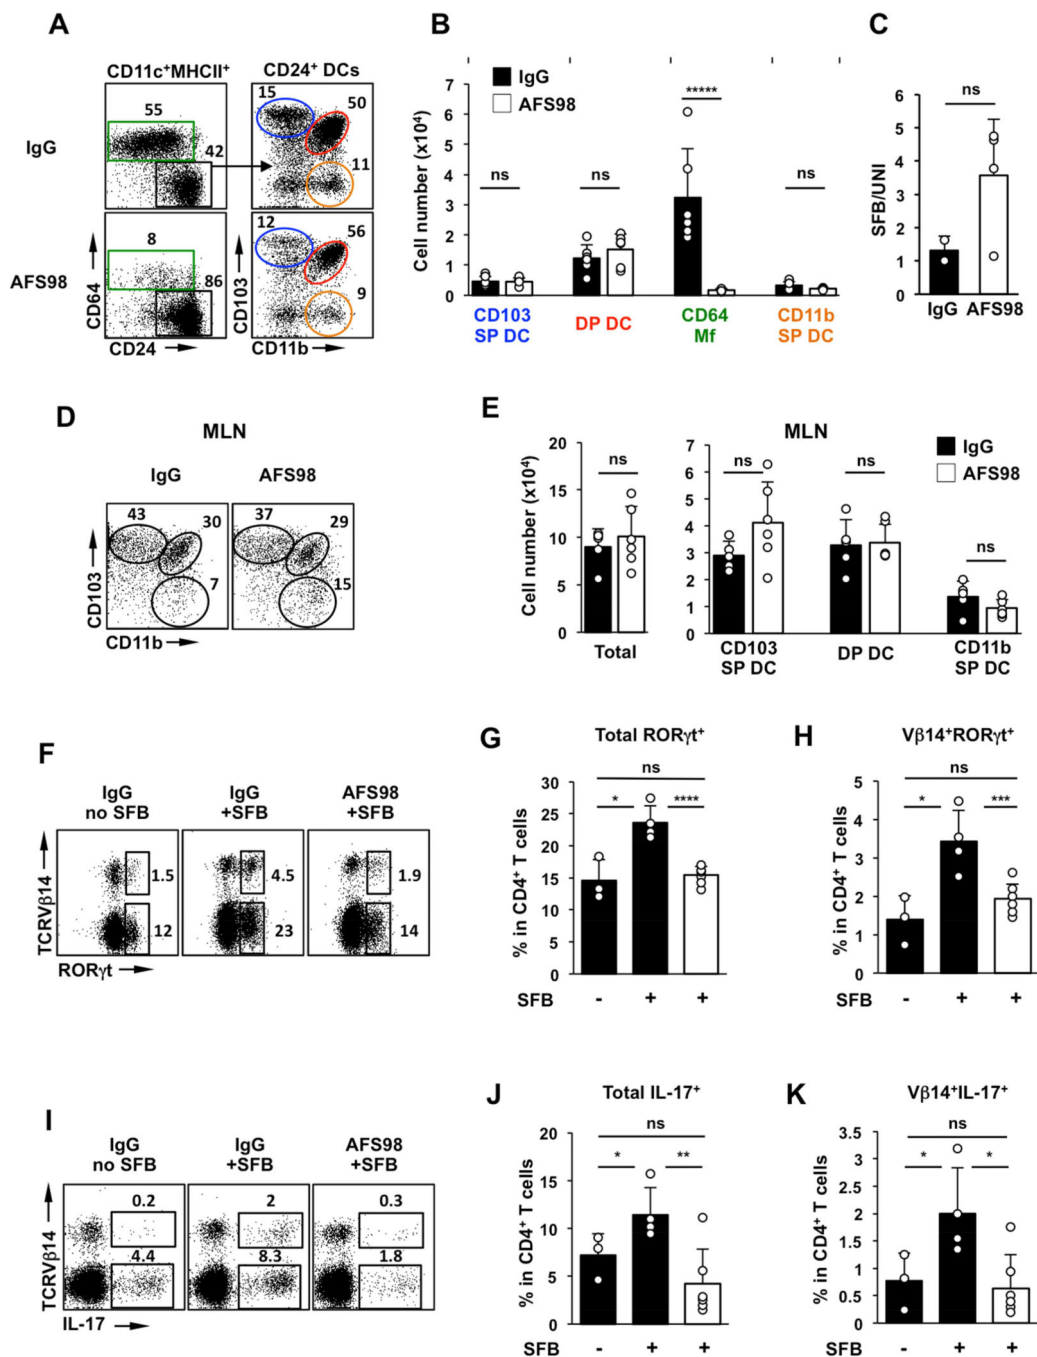 A
CD11c⁺MHCII⁺
CD24⁺ DCs
IgG
55
42
15
50
11
AFS98
8
86
12
56
9
CD64
CD24
CD103
CD11b
B
IgG
AFS98
Cell number (x10⁴)
7
6
5
4
3
2
1
0
ns
ns
*****
ns
CD103
SP DC
DP DC
CD64
Mf
CD11b
SP DC
C
SFB/UNI
6
5
4
3
2
1
0
ns
IgG AFS98
D
MLN
IgG
AFS98
43
30
7
37
29
15
CD103
CD11b
E
MLN
IgG
AFS98
Cell number (x10⁴)
20
15
10
5
0
ns
Total
7
6
5
4
3
2
1
0
ns
ns
ns
CD103
SP DC
DP DC
CD11b
SP DC
F
IgG
no SFB
IgG
+SFB
AFS98
+SFB
1.5
12
4.5
23
1.9
14
TCRVβ14
RORγt
G
Total RORγt⁺
% in CD4⁺ T cells
30
25
20
15
10
5
0
ns
*
****
SFB - + +
H
Vβ14⁺RORγt⁺
% in CD4⁺ T cells
5
4
3
2
1
0
ns
*
***
SFB - + +
I
IgG
no SFB
IgG
+SFB
AFS98
+SFB
0.2
4.4
2
8.3
0.3
1.8
TCRVβ14
IL-17
J
Total IL-17⁺
% in CD4⁺ T cells
20
15
10
5
0
ns
*
**
SFB - + +
K
Vβ14⁺IL-17⁺
% in CD4⁺ T cells
3.5
3
2.5
2
1.5
1
0.5
0
ns
*
*
SFB - + +